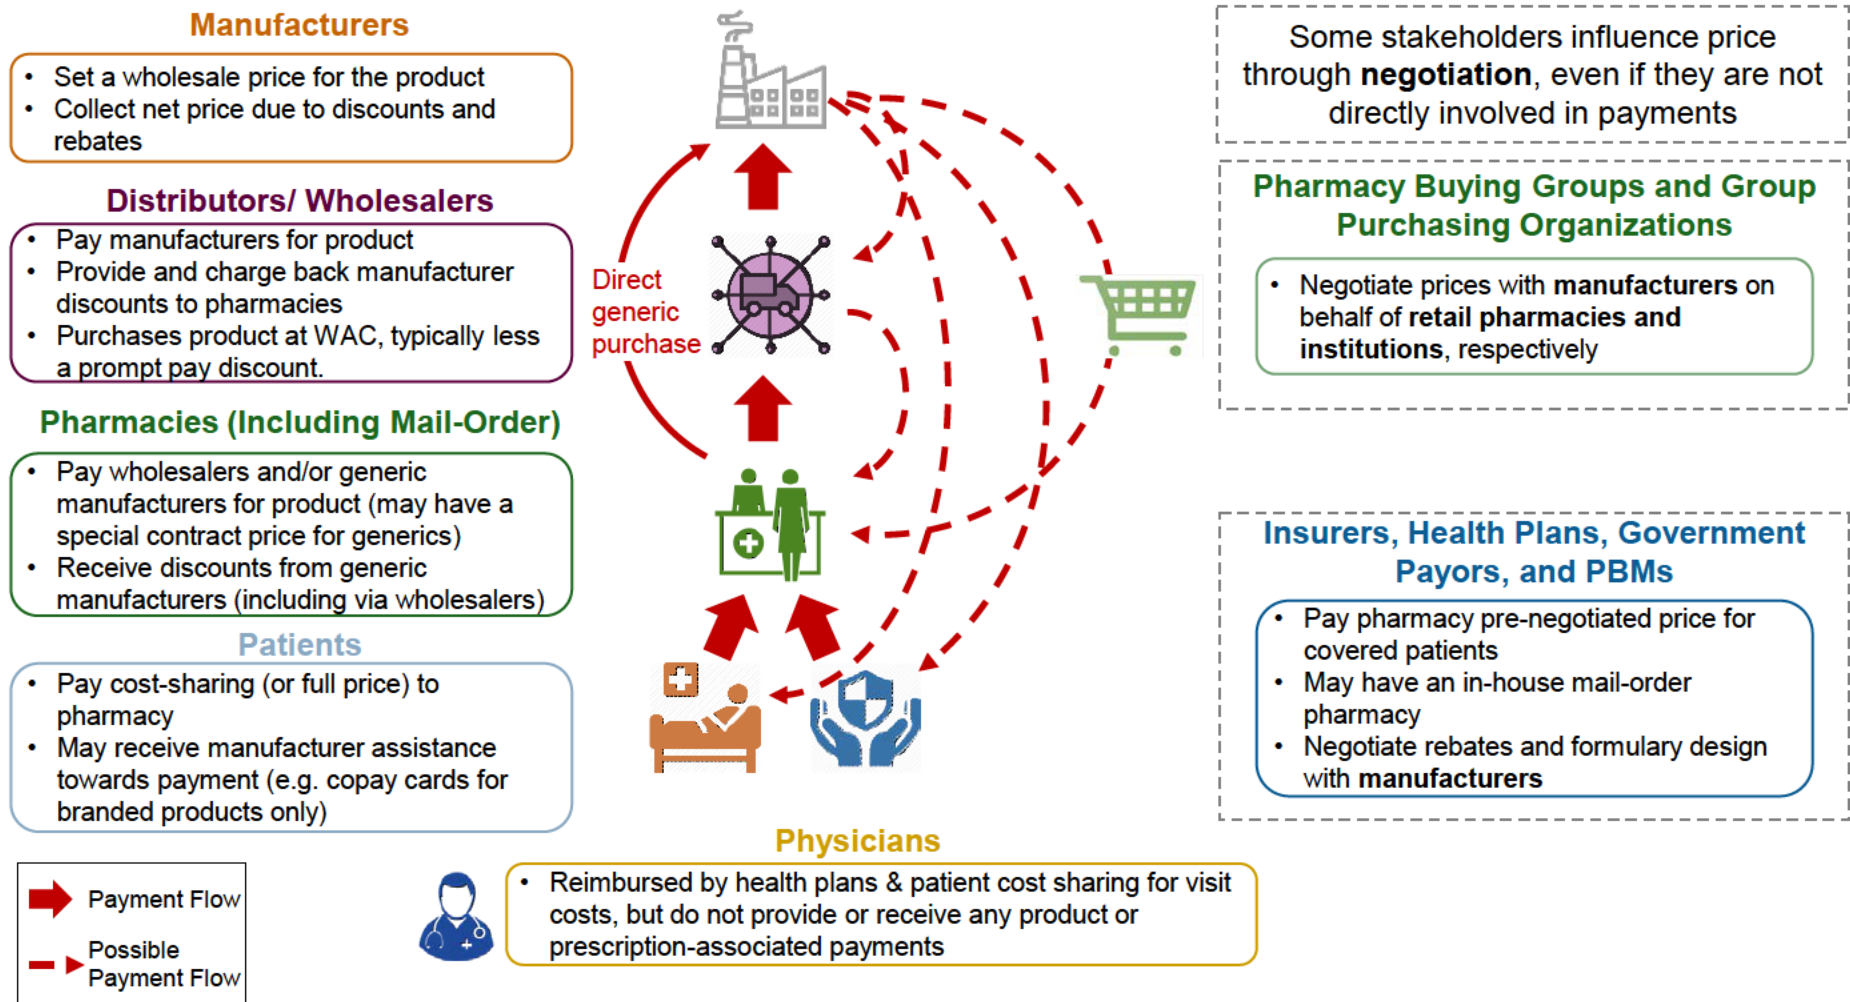 Manufacturers
• Set a wholesale price for the product
• Collect net price due to discounts and
rebates
Distributors/ Wholesalers
• Pay manufacturers for product
• Provide and charge back manufacturer
discounts to pharmacies
• Purchases product at WAC, typically less
a prompt pay discount.
Pharmacies (Including Mail-Order)
• Pay wholesalers and/or generic
manufacturers for product (may have a
special contract price for generics)
• Receive discounts from generic
manufacturers (including via wholesalers)
Patients
• Pay cost-sharing (or full price) to
pharmacy
• May receive manufacturer assistance
towards payment (e.g. copay cards for
branded products only)
Direct
generic
purchase
Some stakeholders influence price
through negotiation, even if they are not
directly involved in payments
Pharmacy Buying Groups and Group
Purchasing Organizations
• Negotiate prices with manufacturers on
behalf of retail pharmacies and
institutions, respectively
Insurers, Health Plans, Government
Payors, and PBMs
• Pay pharmacy pre-negotiated price for
covered patients
• May have an in-house mail-order
pharmacy
• Negotiate rebates and formulary design
with manufacturers
Physicians
• Reimbursed by health plans & patient cost sharing for visit
costs, but do not provide or receive any product or
prescription-associated payments
Payment Flow
Possible
Payment Flow